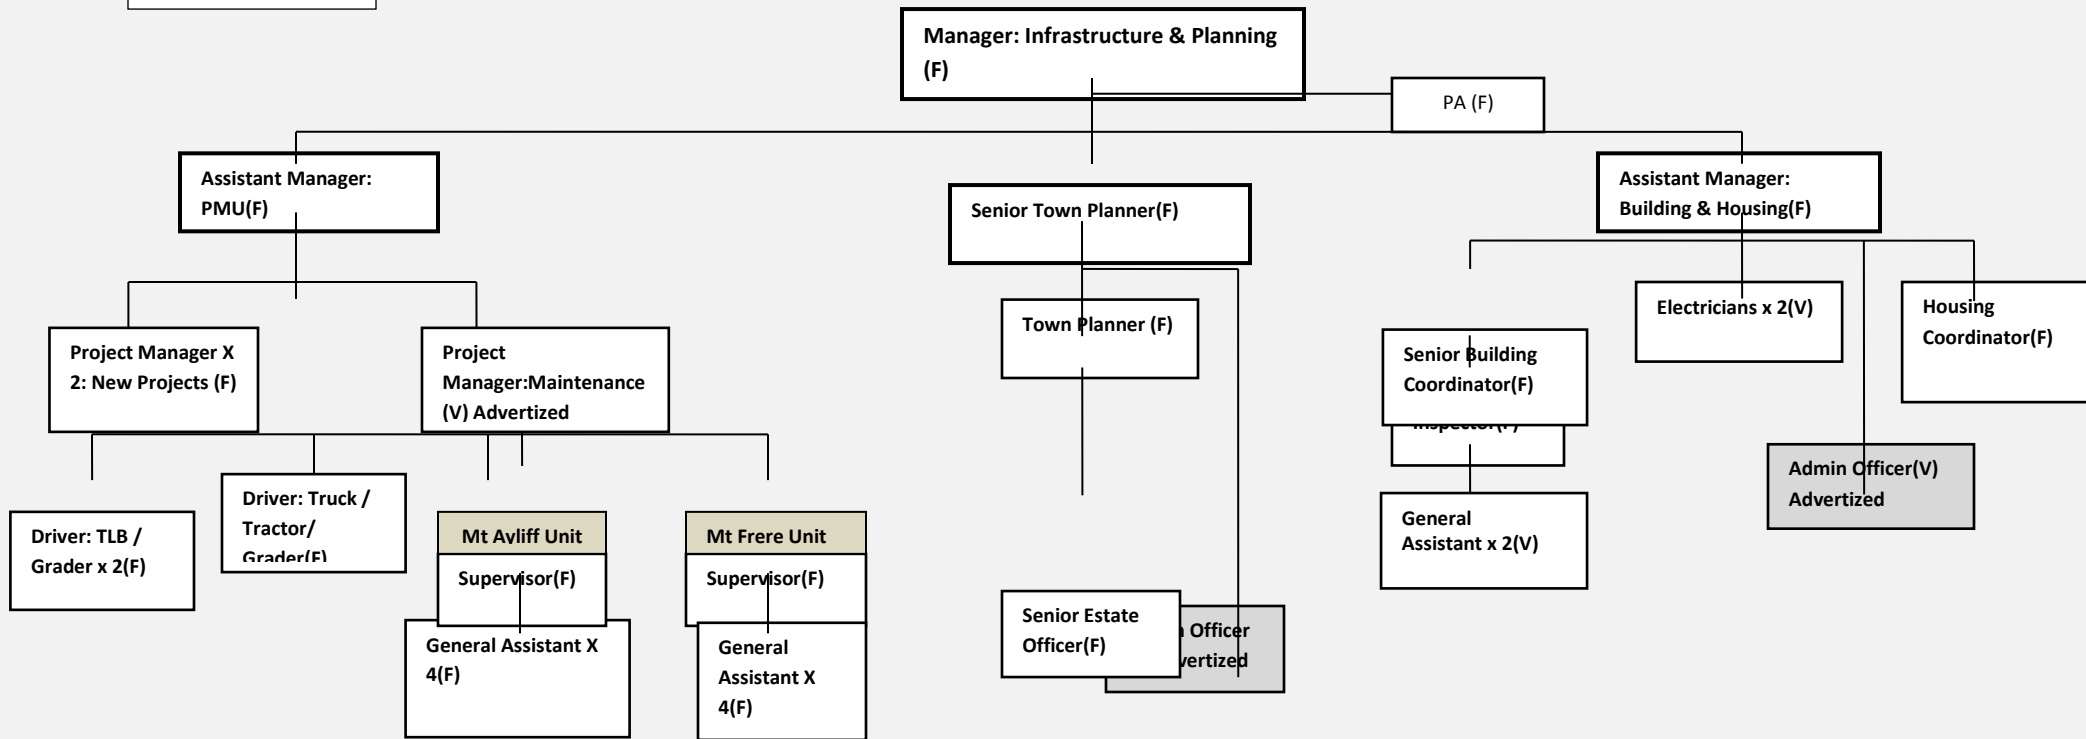 Manager: Infrastructure & Planning
(F)
PA (F)
Assistant Manager:
PMU(F)
Senior Town Planner(F)
Assistant Manager:
Building & Housing(F)
Project Manager X
2: New Projects (F)
Project
Manager:Maintenance
(V) Advertized
Town Planner (F)
Senior Building
Coordinator(F)
Inspector(F)
Electricians x 2(V)
Housing
Coordinator(F)
Driver: TLB /
Grader x 2(F)
Driver: Truck /
Tractor/
Grader(F)
Mt Ayliff Unit
Supervisor(F)
General Assistant X
4(F)
Mt Frere Unit
Supervisor(F)
General
Assistant X
4(F)
Senior Estate
Officer(F)
Officer
General
Assistant x 2(V)
Admin Officer(V)
Advertized